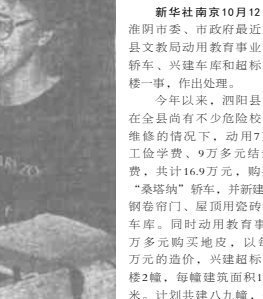 新华社南京10月12
淮阴市委、市政府最近
县文教局动用教育事业
轿车、兴建车库和超标
楼一事，作出处理。
今年以来，泗阳县
在全县尚有不少危险校
维修的情况下，动用7
工俭学费、9万多元结
费，共计16.9万元，购
“桑塔纳”轿车，并新建
钢卷帘门、屋顶用瓷砖
车库。同时动用教育事
万多元购买地皮，以每
万元的造价，兴建超标
楼2幢，每幢建筑面积1
米。计划共建八九幢，